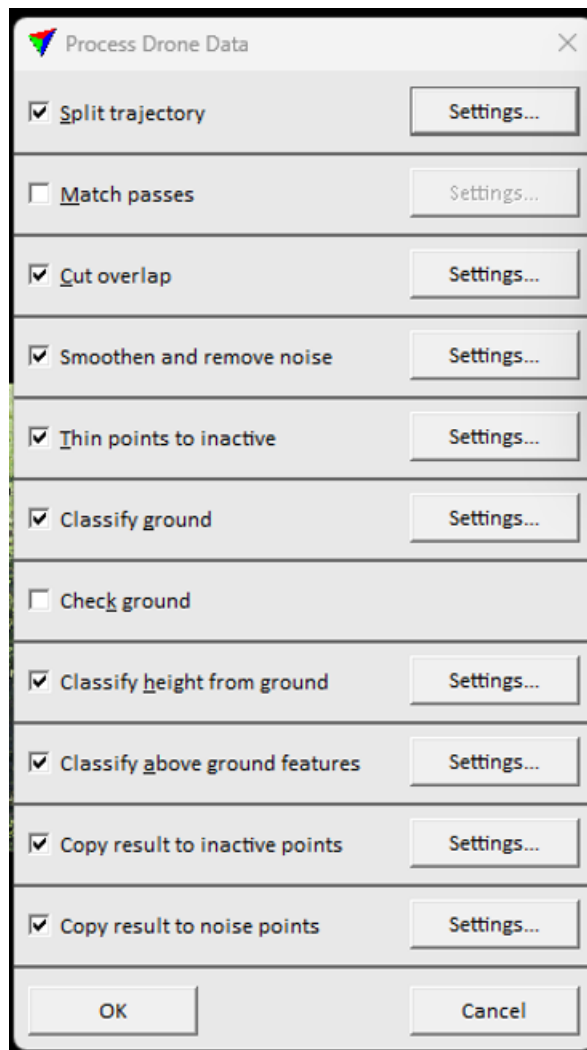 Process Drone Data
Split trajectory Settings...
Match passes Settings...
Cut overlap Settings...
Smoothen and remove noise Settings...
Thin points to inactive Settings...
Classify ground Settings...
Check ground
Classify height from ground Settings...
Classify above ground features Settings...
Copy result to inactive points Settings...
Copy result to noise points Settings...
OK Cancel